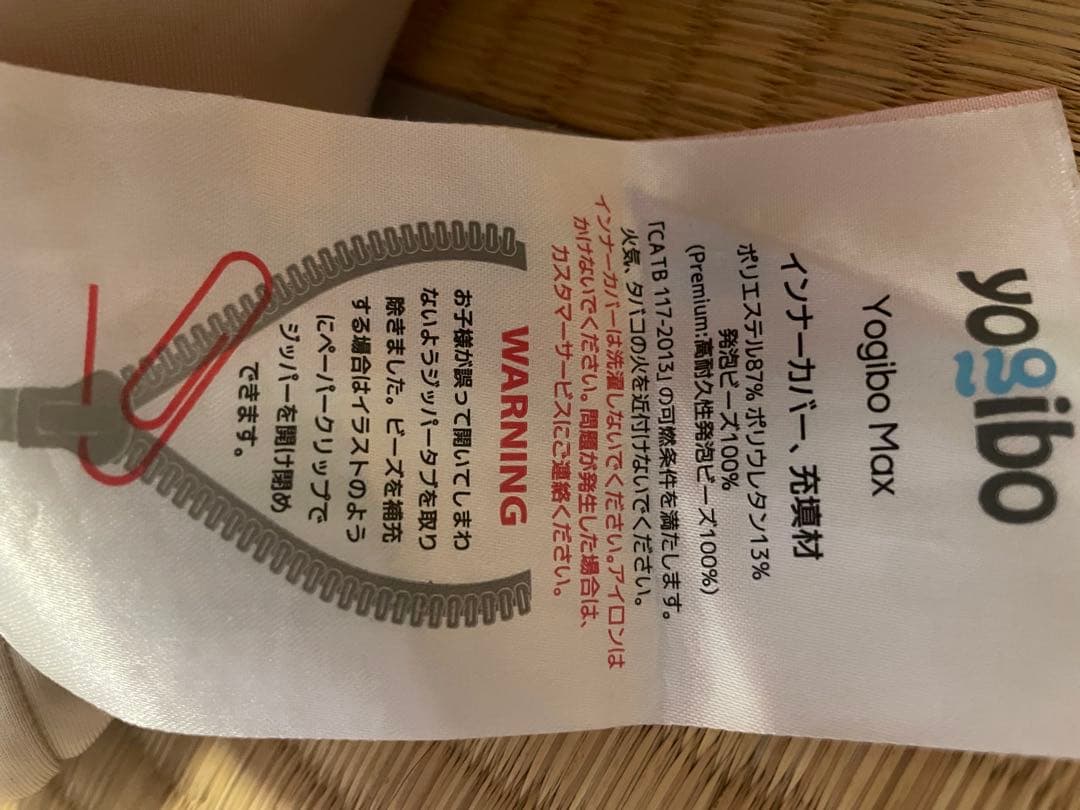 yogibo
Yogibo Max
インナーカバー、充填材
ポリエステル87% ポリウレタン13%
発泡ビーズ100%
(Premium:高耐久性発泡ビーズ100%)
「CA TB 117-2013」の可燃条件を満たします。
火気、タバコの火を近付けないでください。
インナーカバーは洗濯しないでください。アイロンは
かけないでください。問題が発生した場合は、
カスタマーサービスにご連絡ください。
WARNING
お子様が誤って開いてしまわ
ないようジッパータブを取り
除きました。ビーズを補充
する場合はイラストのよう
にペーパークリップで
ジッパーを開け閉め
できます。